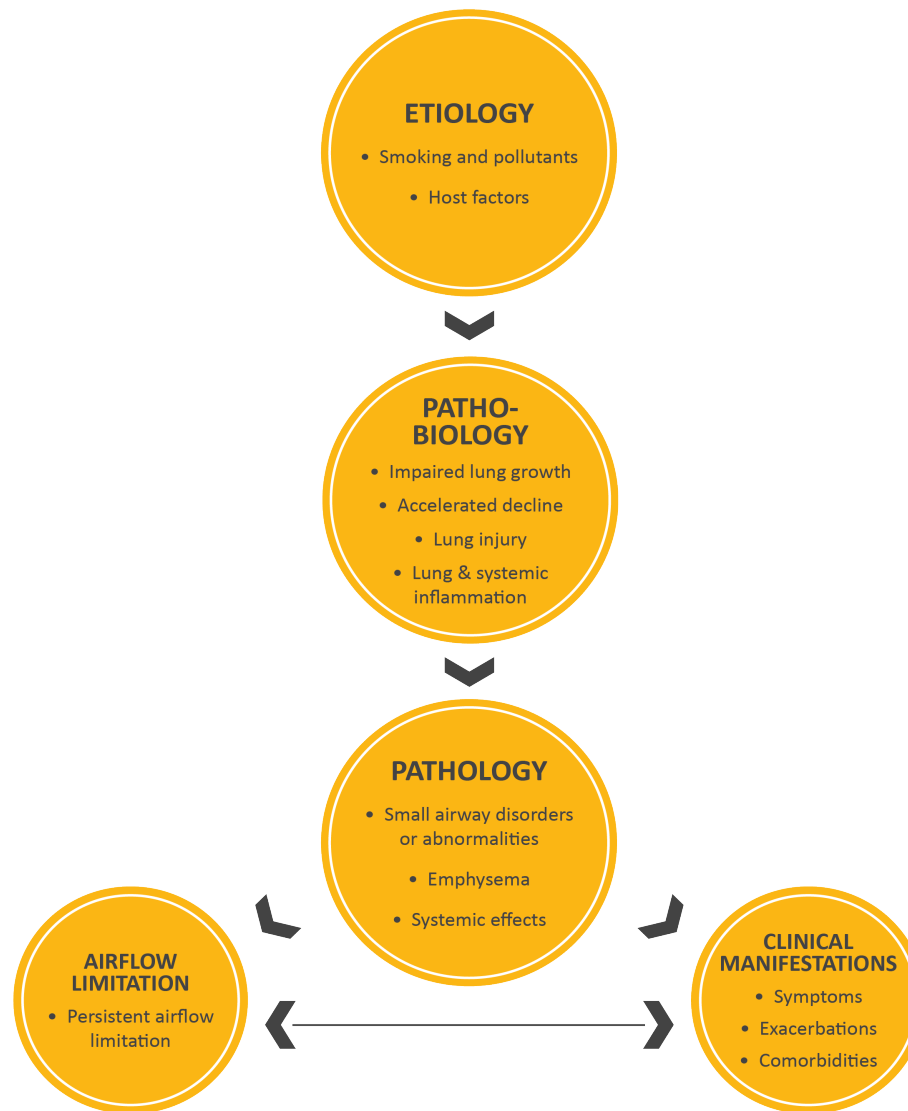 ETIOLOGY
• Smoking and pollutants
• Host factors
PATHO-
BIOLOGY
• Impaired lung growth
• Accelerated decline
• Lung injury
• Lung & systemic
inflammation
PATHOLOGY
• Small airway disorders
or abnormalities
• Emphysema
• Systemic effects
AIRFLOW
LIMITATION
• Persistent airflow
limitation
CLINICAL
MANIFESTATIONS
• Symptoms
• Exacerbations
• Comorbidities